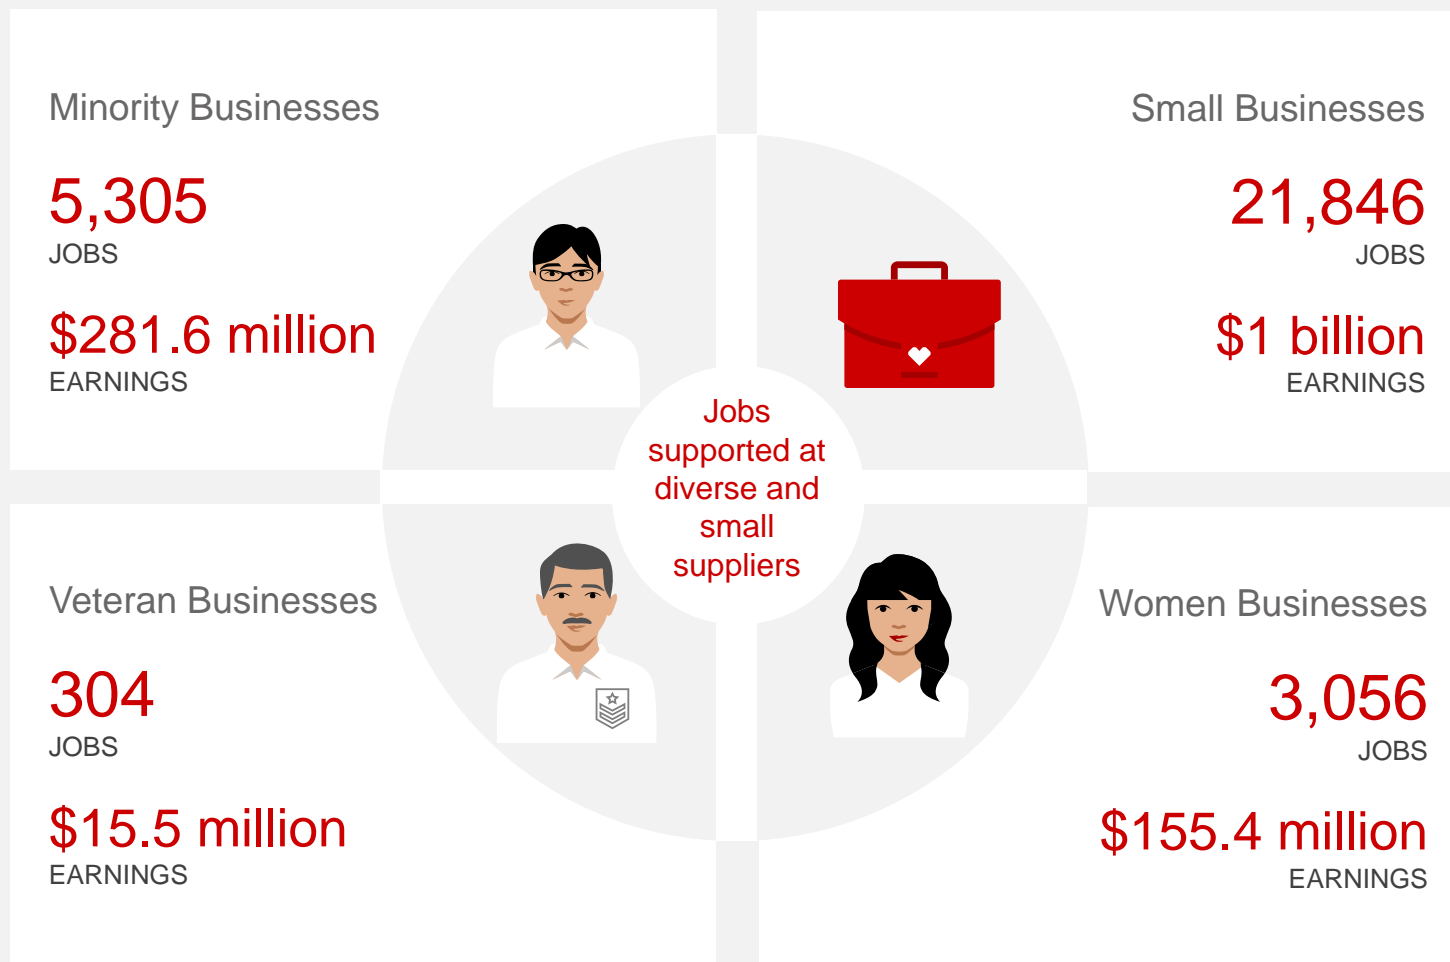 Minority Businesses
5,305
JOBS
$281.6 million
EARNINGS
Small Businesses
21,846
JOBS
$1 billion
EARNINGS
Jobs
supported at
diverse and
small
suppliers
Veteran Businesses
304
JOBS
$15.5 million
EARNINGS
Women Businesses
3,056
JOBS
$155.4 million
EARNINGS